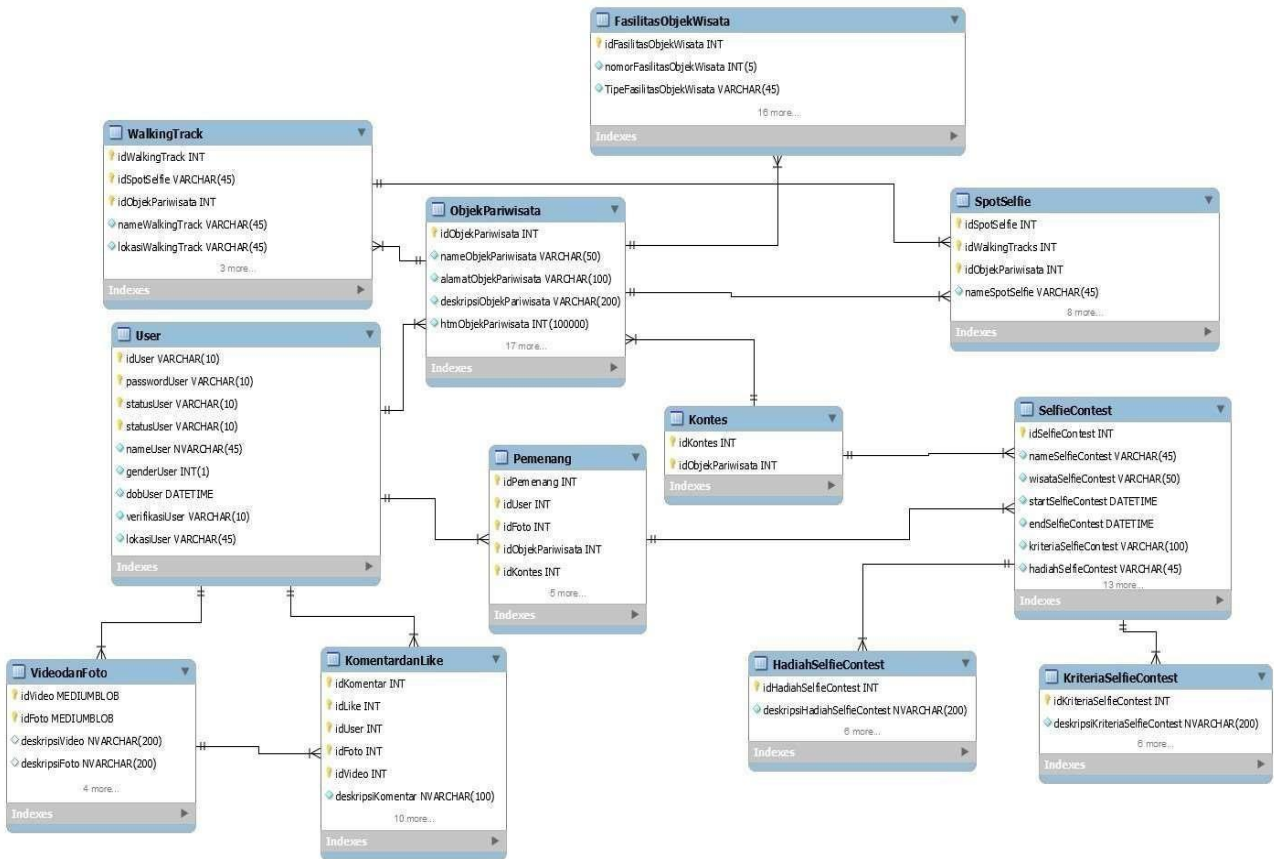 FasilitasObjekWisata
idFasilitasObjekWisata INT
nomorFasilitasObjekWisata INT(5)
TipeFasilitasObjekWisata VARCHAR(45)
16 more...
Indexes
WalkingTrack
idWalkingTrack INT
idSpotSelfie VARCHAR(45)
idObjekPariwisata INT
nameWalkingTrack VARCHAR(45)
lokasiWalkingTrack VARCHAR(45)
3 more...
Indexes
ObjekPariwisata
idObjekPariwisata INT
nameObjekPariwisata VARCHAR(50)
alamatObjekPariwisata VARCHAR(100)
deskripsiObjekPariwisata VARCHAR(200)
htmObjekPariwisata INT(100000)
17 more...
Indexes
SpotSelfie
idSpotSelfie INT
idWalkingTracks INT
idObjekPariwisata INT
nameSpotSelfie VARCHAR(45)
8 more...
Indexes
User
idUser VARCHAR(10)
passwordUser VARCHAR(10)
statusUser VARCHAR(10)
statusUser VARCHAR(10)
nameUser NVARCHAR(45)
genderUser INT(1)
dobUser DATETIME
verifikasiUser VARCHAR(10)
lokasiUser VARCHAR(45)
Indexes
Kontes
idKontes INT
idObjekPariwisata INT
Indexes
SelfieContest
idSelfieContest INT
nameSelfieContest VARCHAR(45)
wisataSelfieContest VARCHAR(50)
startSelfieContest DATETIME
endSelfieContest DATETIME
kriteriaSelfieContest VARCHAR(100)
hadiahSelfieContest VARCHAR(45)
13 more...
Indexes
Pemenang
idPemenang INT
idUser INT
idFoto INT
idObjekPariwisata INT
idKontes INT
5 more...
Indexes
VideodanFoto
idVideo MEDIUMBLOB
idFoto MEDIUMBLOB
deskripsiVideo NVARCHAR(200)
deskripsiFoto NVARCHAR(200)
4 more...
Indexes
KomentardanLike
idKomentar INT
idLike INT
idUser INT
idFoto INT
idVideo INT
deskripsiKomentar NVARCHAR(100)
10 more...
Indexes
HadiahSelfieContest
idHadiahSelfieContest INT
deskripsiHadiahSelfieContest NVARCHAR(200)
6 more...
Indexes
KriteriaSelfieContest
idKriteriaSelfieContest INT
deskripsiKriteriaSelfieContest NVARCHAR(200)
6 more...
Indexes